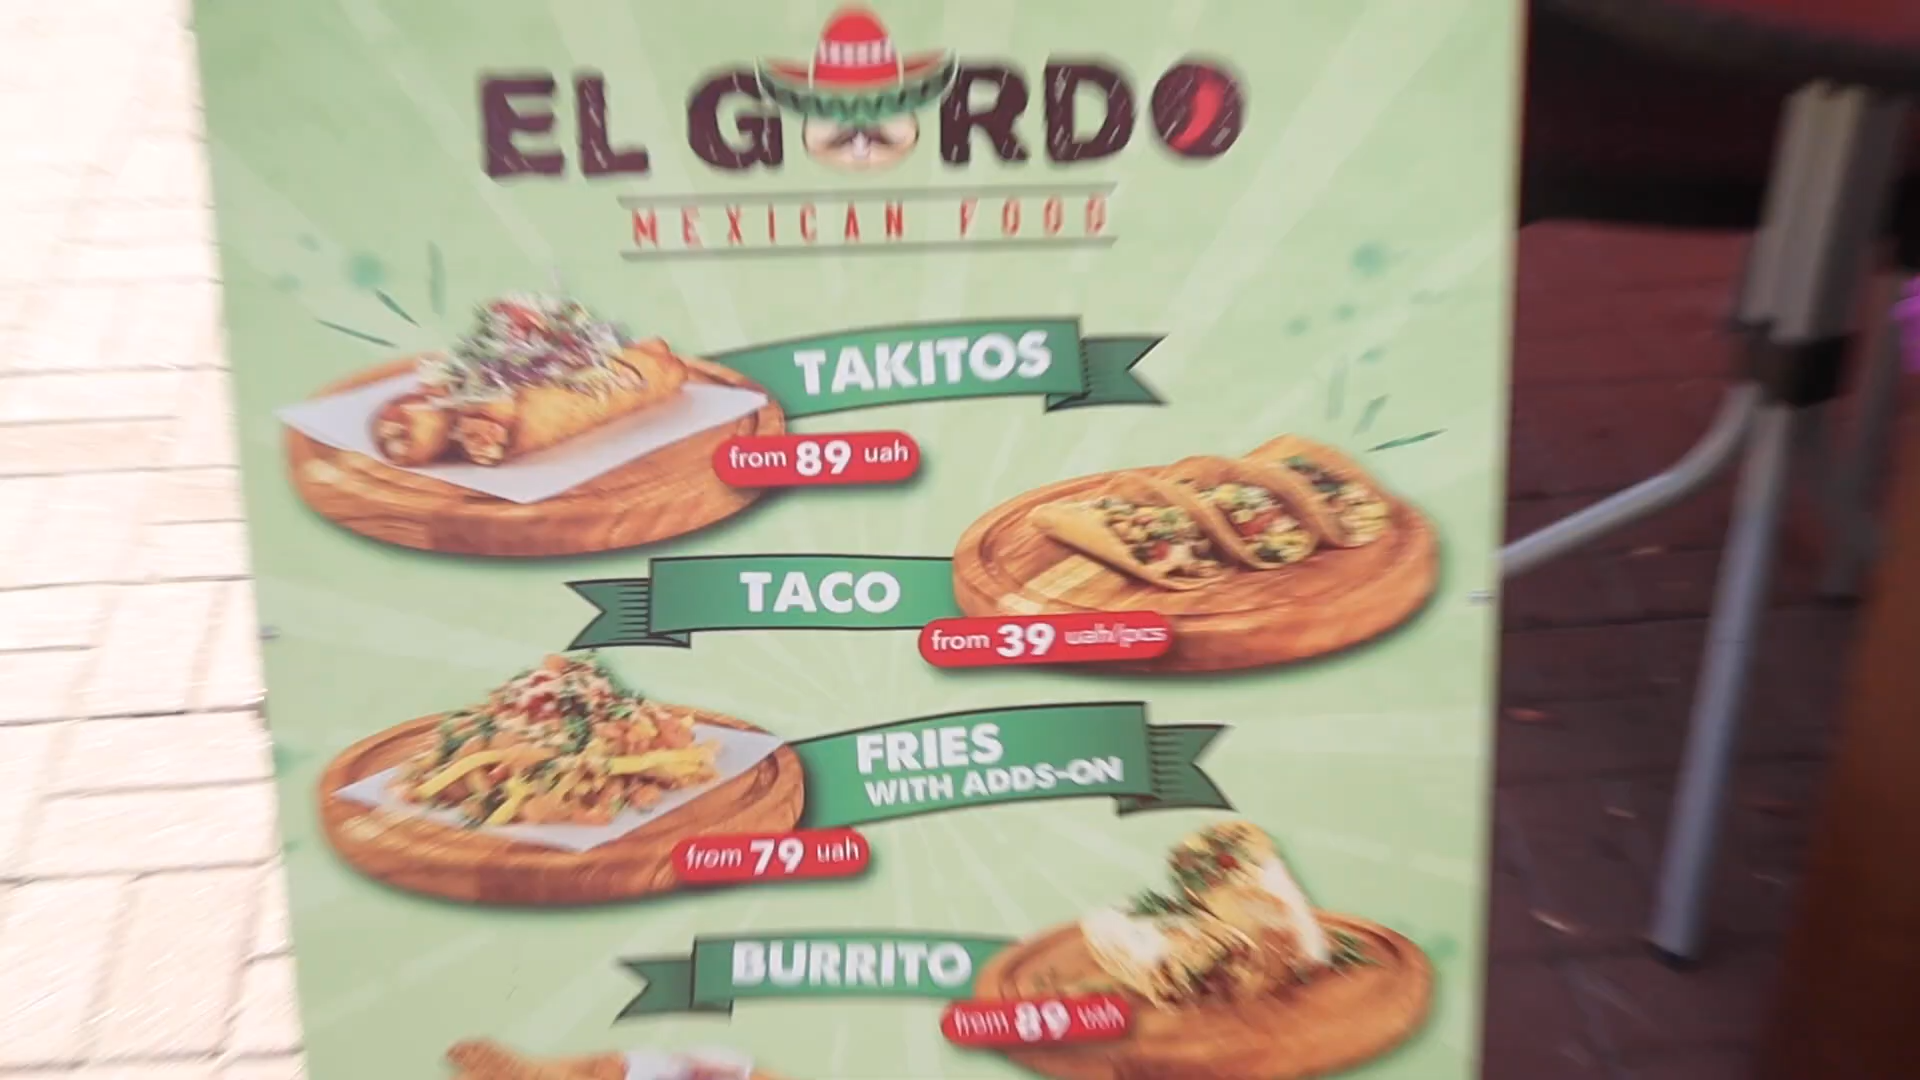 EL GORDO
MEXICAN FOOD
TAKITOS
from 89 uah
TACO
from 39 uah/pcs
FRIES
WITH ADDS-ON
from 79 uah
BURRITO
from 89 uah